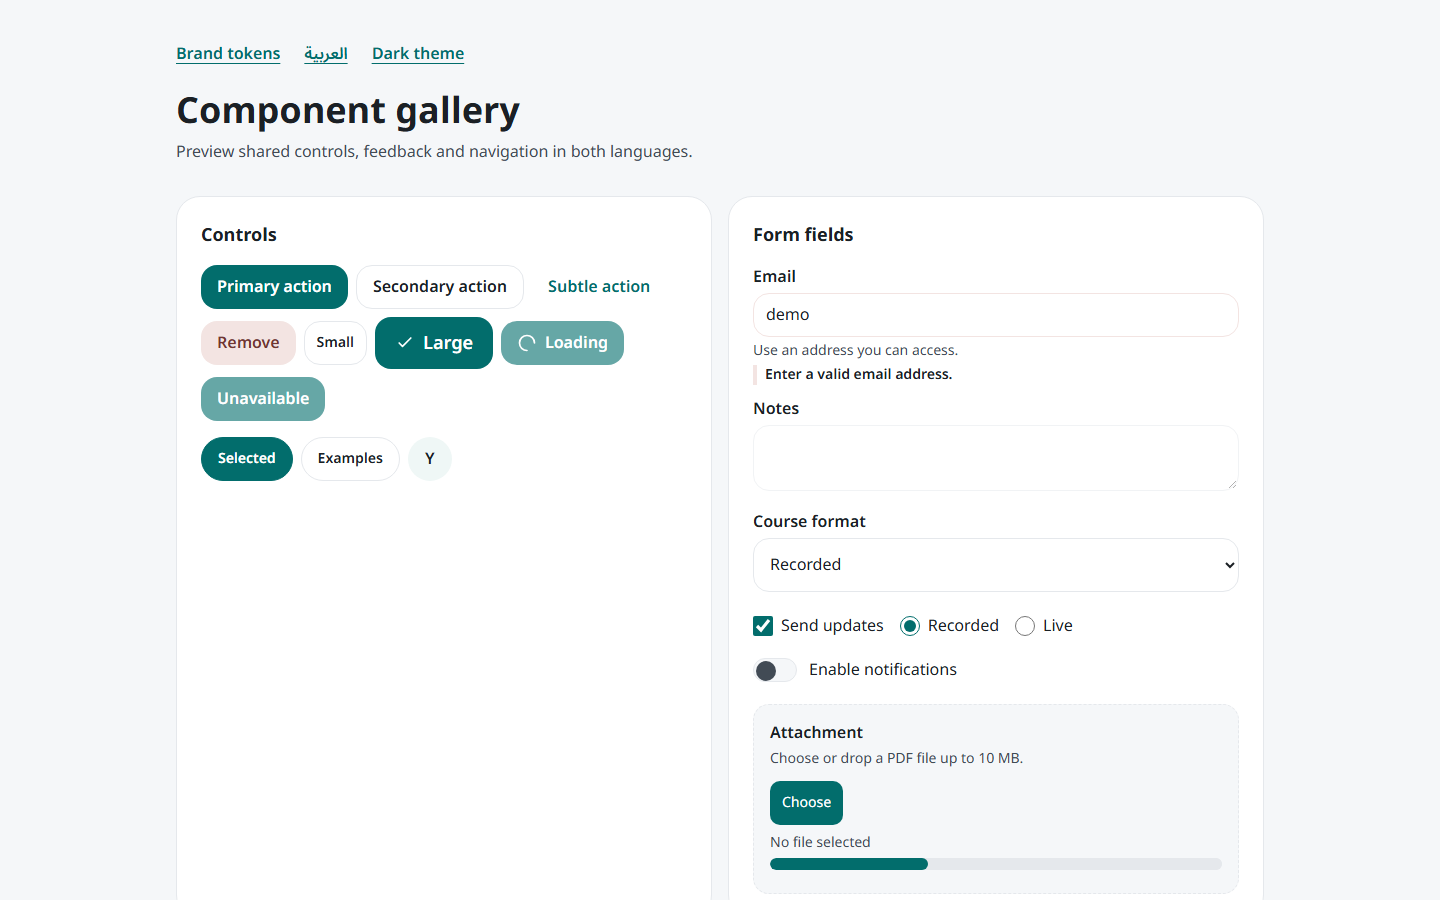 Brand tokens العربية Dark theme
Component gallery
Preview shared controls, feedback and navigation in both languages.
Controls
Primary action Secondary action Subtle action
Remove Small Large Loading
Unavailable
Selected Examples Y
Form fields
Email
demo
Use an address you can access.
Enter a valid email address.
Notes
Course format
Recorded
Send updates Recorded Live
Enable notifications
Attachment
Choose or drop a PDF file up to 10 MB.
Choose
No file selected